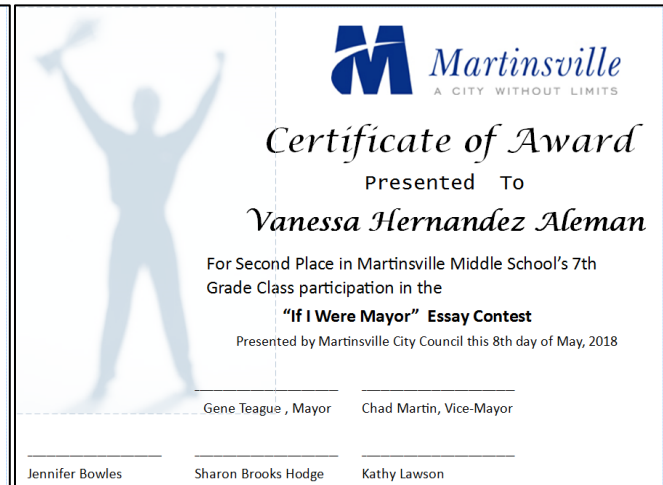 Martinsville
A CITY WITHOUT LIMITS
Certificate of Award
Presented To
Vanessa Hernandez Aleman
For Second Place in Martinsville Middle School’s 7th
Grade Class participation in the
“If I Were Mayor” Essay Contest
Presented by Martinsville City Council this 8th day of May, 2018
Gene Teague , Mayor Chad Martin, Vice-Mayor
Jennifer Bowles Sharon Brooks Hodge Kathy Lawson